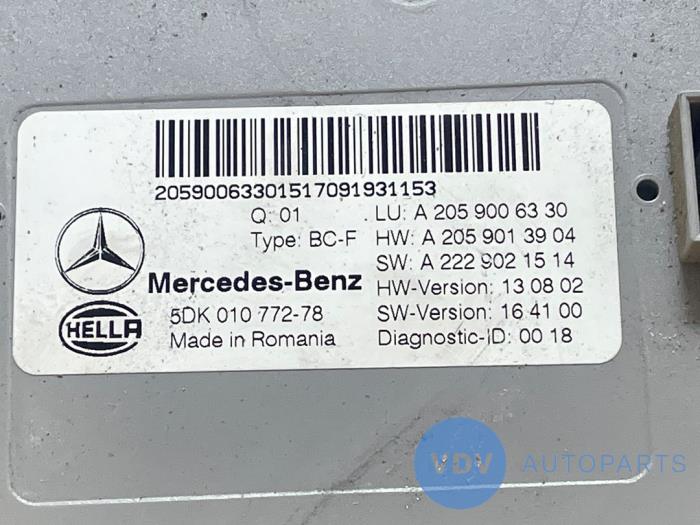 205900633015170919311​53
Q: 01 LU: A 205 900 63 30
Type: BC-F HW: A 205 901 39 04
SW: A 222 902 15 14
Mercedes-Benz HW-Version: 13 08 02
HELLA 5DK 010 772-78 SW-Version: 16 41 00
Made in Romania Diagnostic-ID: 00 18
VDV AUTOPARTS